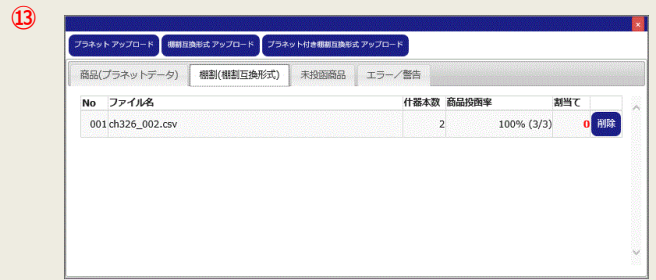 ⑬
×
プラネット アップロード 棚割互換形式 アップロード プラネット付き棚割互換形式 アップロード
商品(プラネットデータ) 棚割(棚割互換形式) 未投函商品 エラー／警告
No ファイル名 什器本数 商品投函率 割当て
001 ch326_002.csv 2 100% (3/3) 0 削除